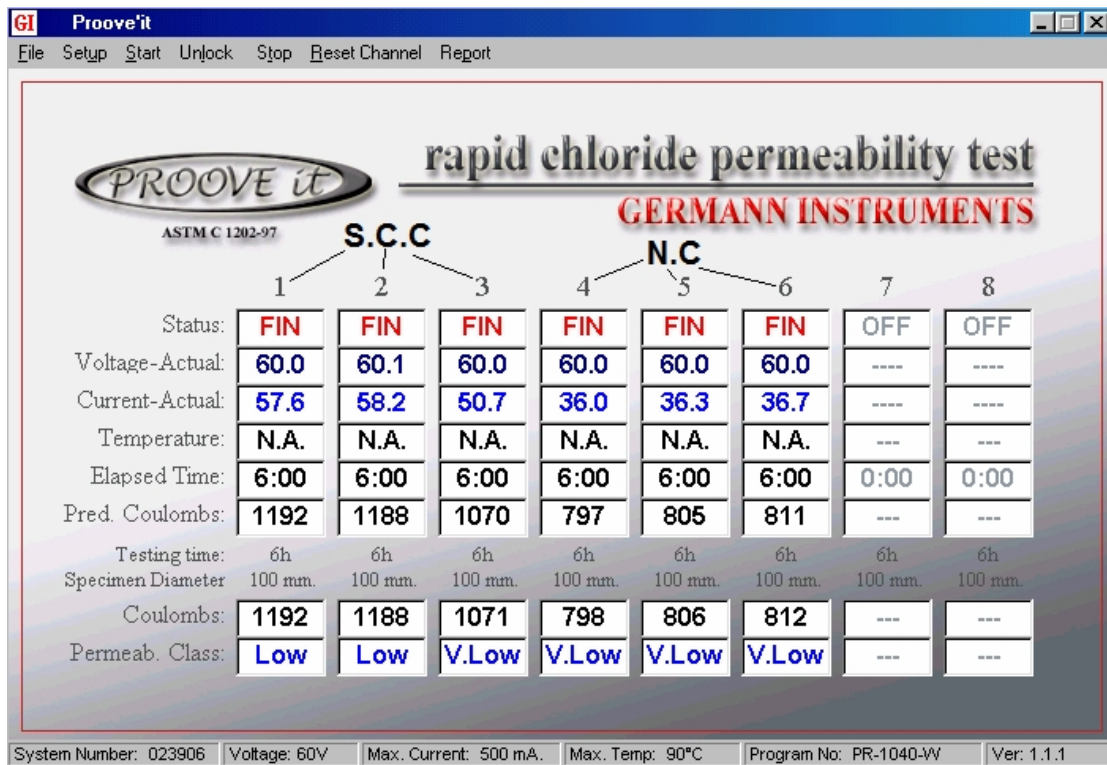 GI Proove'it
File Setup Start Unlock Stop Reset Channel Report
PROOVE it
rapid chloride permeability test
GERMANN INSTRUMENTS
ASTM C 1202-97
S.C.C
N.C
1 2 3 4 5 6 7 8
Status: FIN FIN FIN FIN FIN FIN OFF OFF
Voltage-Actual: 60.0 60.1 60.0 60.0 60.0 60.0 ---- ----
Current-Actual: 57.6 58.2 50.7 36.0 36.3 36.7 ---- ----
Temperature: N.A. N.A. N.A. N.A. N.A. N.A. --- ---
Elapsed Time: 6:00 6:00 6:00 6:00 6:00 6:00 0:00 0:00
Pred. Coulombs: 1192 1188 1070 797 805 811 --- ---
Testing time: 6h 6h 6h 6h 6h 6h 6h 6h
Specimen Diameter 100 mm. 100 mm. 100 mm. 100 mm. 100 mm. 100 mm. 100 mm. 100 mm.
Coulombs: 1192 1188 1071 798 806 812 --- ---
Permeab. Class: Low Low V.Low V.Low V.Low V.Low --- ---
System Number: 023906 Voltage: 60V Max. Current: 500 mA. Max. Temp: 90°C Program No: PR-1040-W Ver: 1.1.1